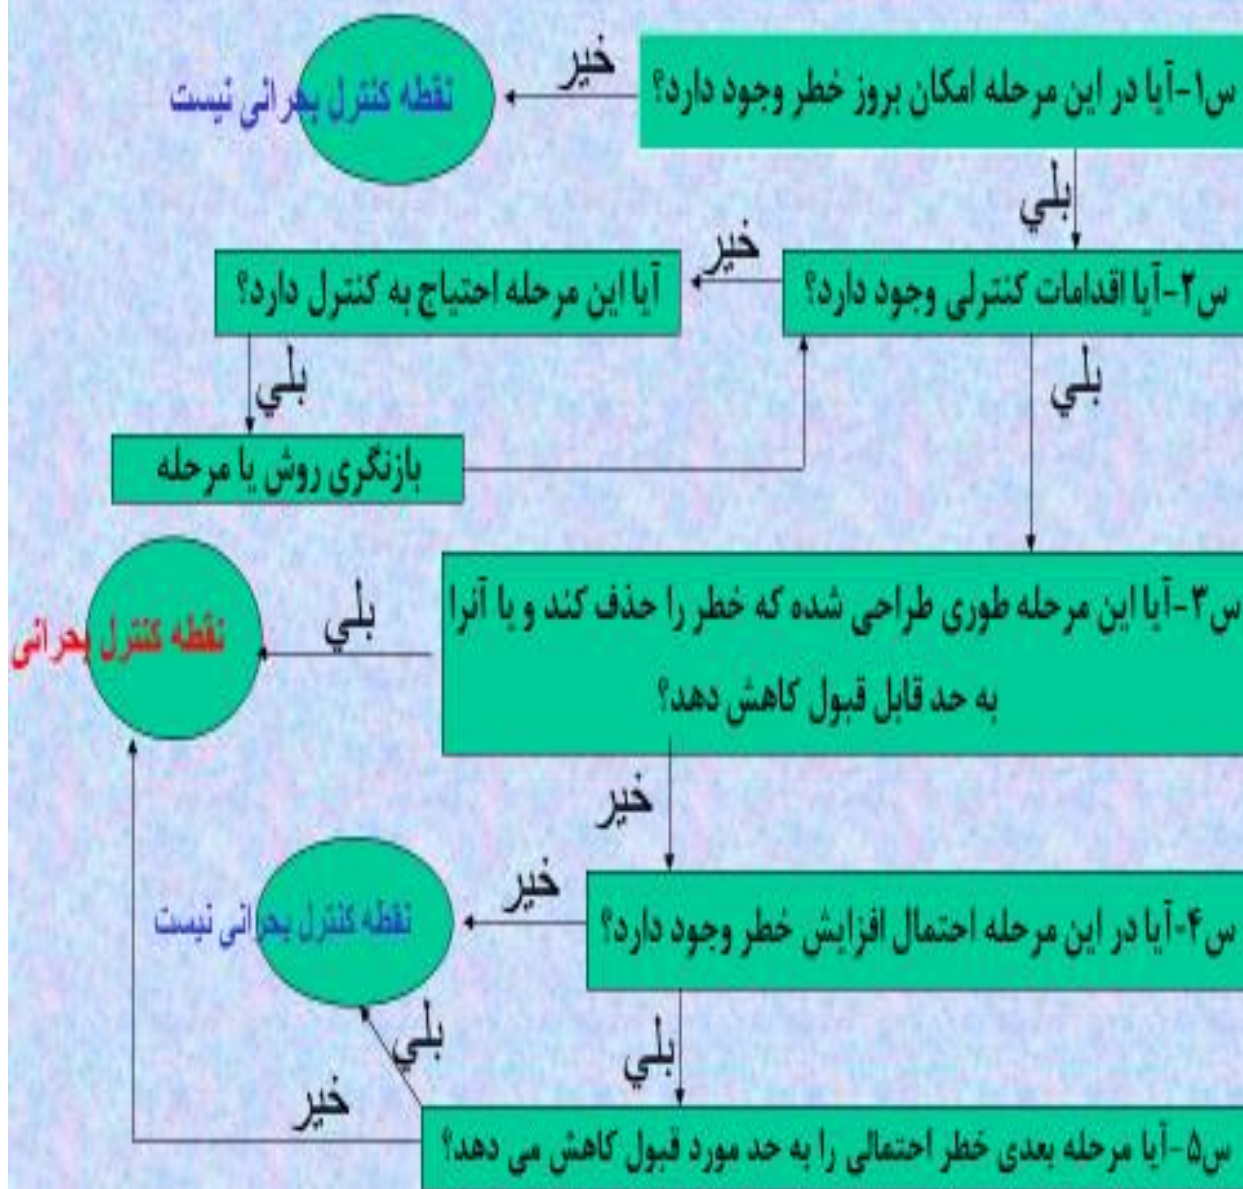 س۱-آیا در این مرحله امکان بروز خطر وجود دارد؟
خیر
نقطه کنترل بحرانی نیست
بلي
س۲-آیا اقدامات کنترلی وجود دارد؟
خیر
آیا این مرحله احتیاج به کنترل دارد؟
بلي
بلي
بازنگری روش یا مرحله
س۳-آیا این مرحله طوری طراحی شده که خطر را حذف کند و یا آنرا
به حد قابل قبول کاهش دهد؟
بلي
نقطه کنترل بحرانی
خیر
س۴-آیا در این مرحله احتمال افزایش خطر وجود دارد؟
خیر
نقطه کنترل بحرانی نیست
بلي
بلي
خیر
س۵-آیا مرحله بعدی خطر احتمالی را به حد مورد قبول کاهش می دهد؟